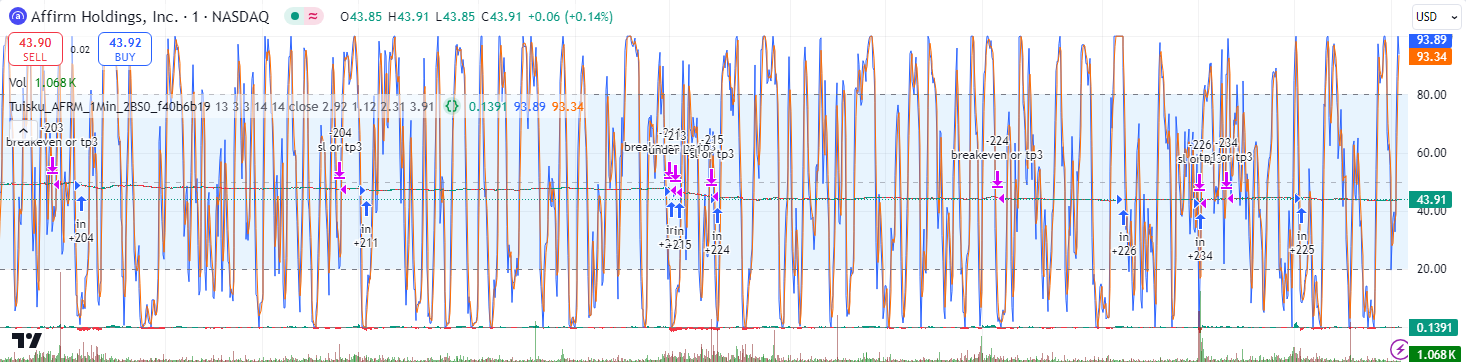 Affirm Holdings, Inc. · 1 · NASDAQ
O43.85 H43.91 L43.85 C43.91 +0.06 (+0.14%)
USD
43.90
SELL
0.02
43.92
BUY
Vol 1.068 K
Tuisku_AFRM_1Min_2BS0_f40b6b19 13 3 3 14 14 close 2.92 1.12 2.31 3.91 {} 0.1391 93.89 93.34
-203
breakeven or tp3
in
+204
-204
sl or tp3
in
+211
-213
in
+215
-215
sl or tp3
in
+224
-224
breakeven or tp3
in
+226
-226
in
+234
-234
or tp3
in
+225
93.89
93.34
80.00
60.00
43.91
40.00
20.00
0.1391
1.068 K